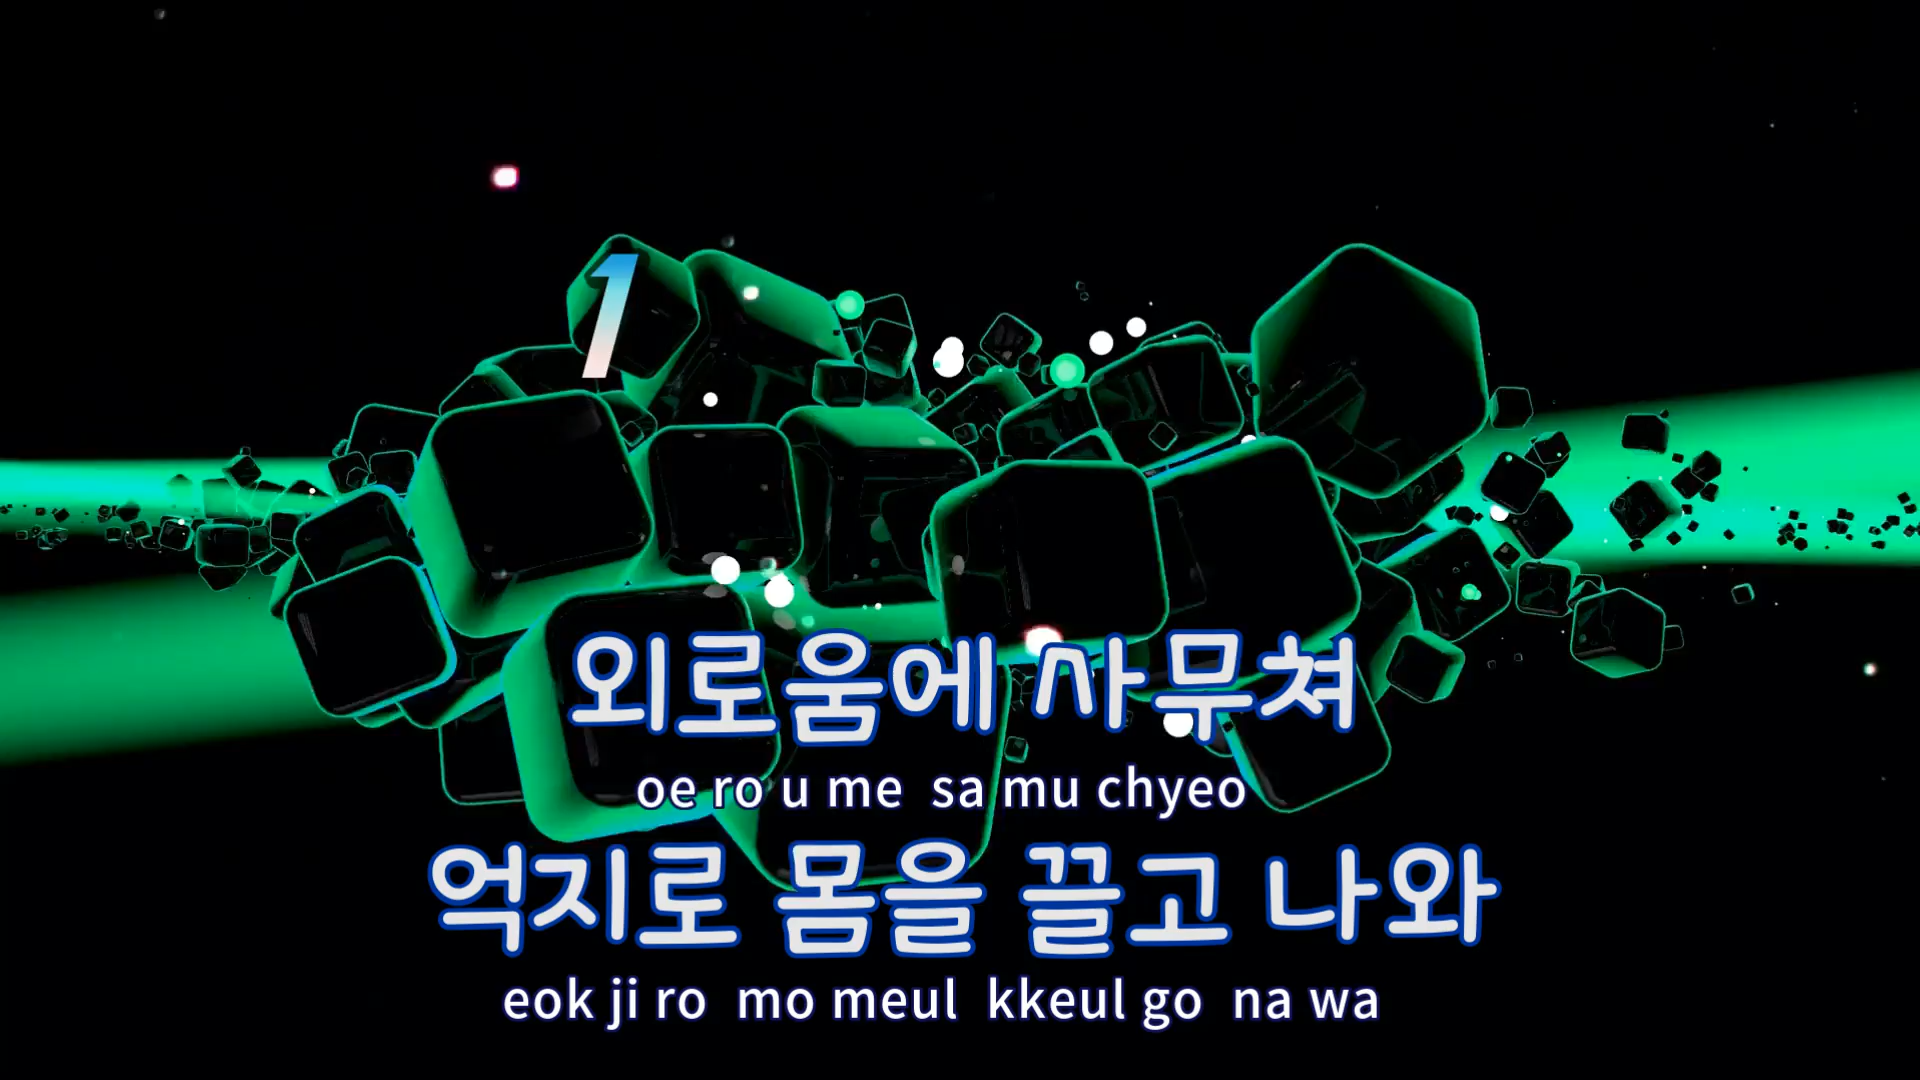 1
외로움에 사무쳐
oe ro u me sa mu chyeo
억지로 몸을 끌고 나와
eok ji ro mo meul kkeul go na wa